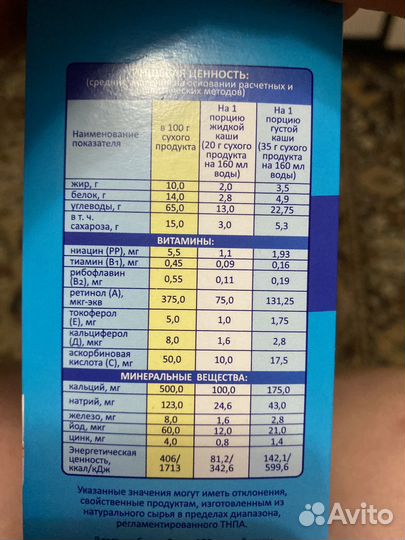 ЦЕННОСТЬ:
на основании расчетных и
методов)
Наименование показателя | в 100 г сухого продукта | На 1 порцию жидкой каши (20 г сухого продукта на 160 мл воды) | На 1 порцию густой каши (35 г сухого продукта на 160 мл воды)
жир, г 10,0 2,0 3,5
белок, г 14,0 2,8 4,9
углеводы, г 65,0 13,0 22,75
в т. ч. сахароза, г 15,0 3,0 5,3
ВИТАМИНЫ:
ниацин (РР), мг 5,5 1,1 1,93
тиамин (B₁), мг 0,45 0,09 0,16
рибофлавин (B₂), мг 0,55 0,11 0,19
ретинол (А), мкг-экв 375,0 75,0 131,25
токоферол (Е), мг 5,0 1,0 1,75
кальциферол (Д), мкг 8,0 1,6 2,8
аскорбиновая кислота (С), мг 50,0 10,0 17,5
МИНЕРАЛЬНЫЕ ВЕЩЕСТВА:
кальций, мг 500,0 100,0 175,0
натрий, мг 123,0 24,6 43,0
железо, мг 8,0 1,6 2,8
йод, мкг 60,0 12,0 21,0
цинк, мг 4,0 0,8 1,4
Энергетическая ценность, ккал/кДж 406/1713 81,2/342,6 142,1/599,6
Указанные значения могут иметь отклонения,
свойственные продуктам, изготовленным из
натурального сырья в пределах диапазона,
регламентированного ТНПА.
Avito